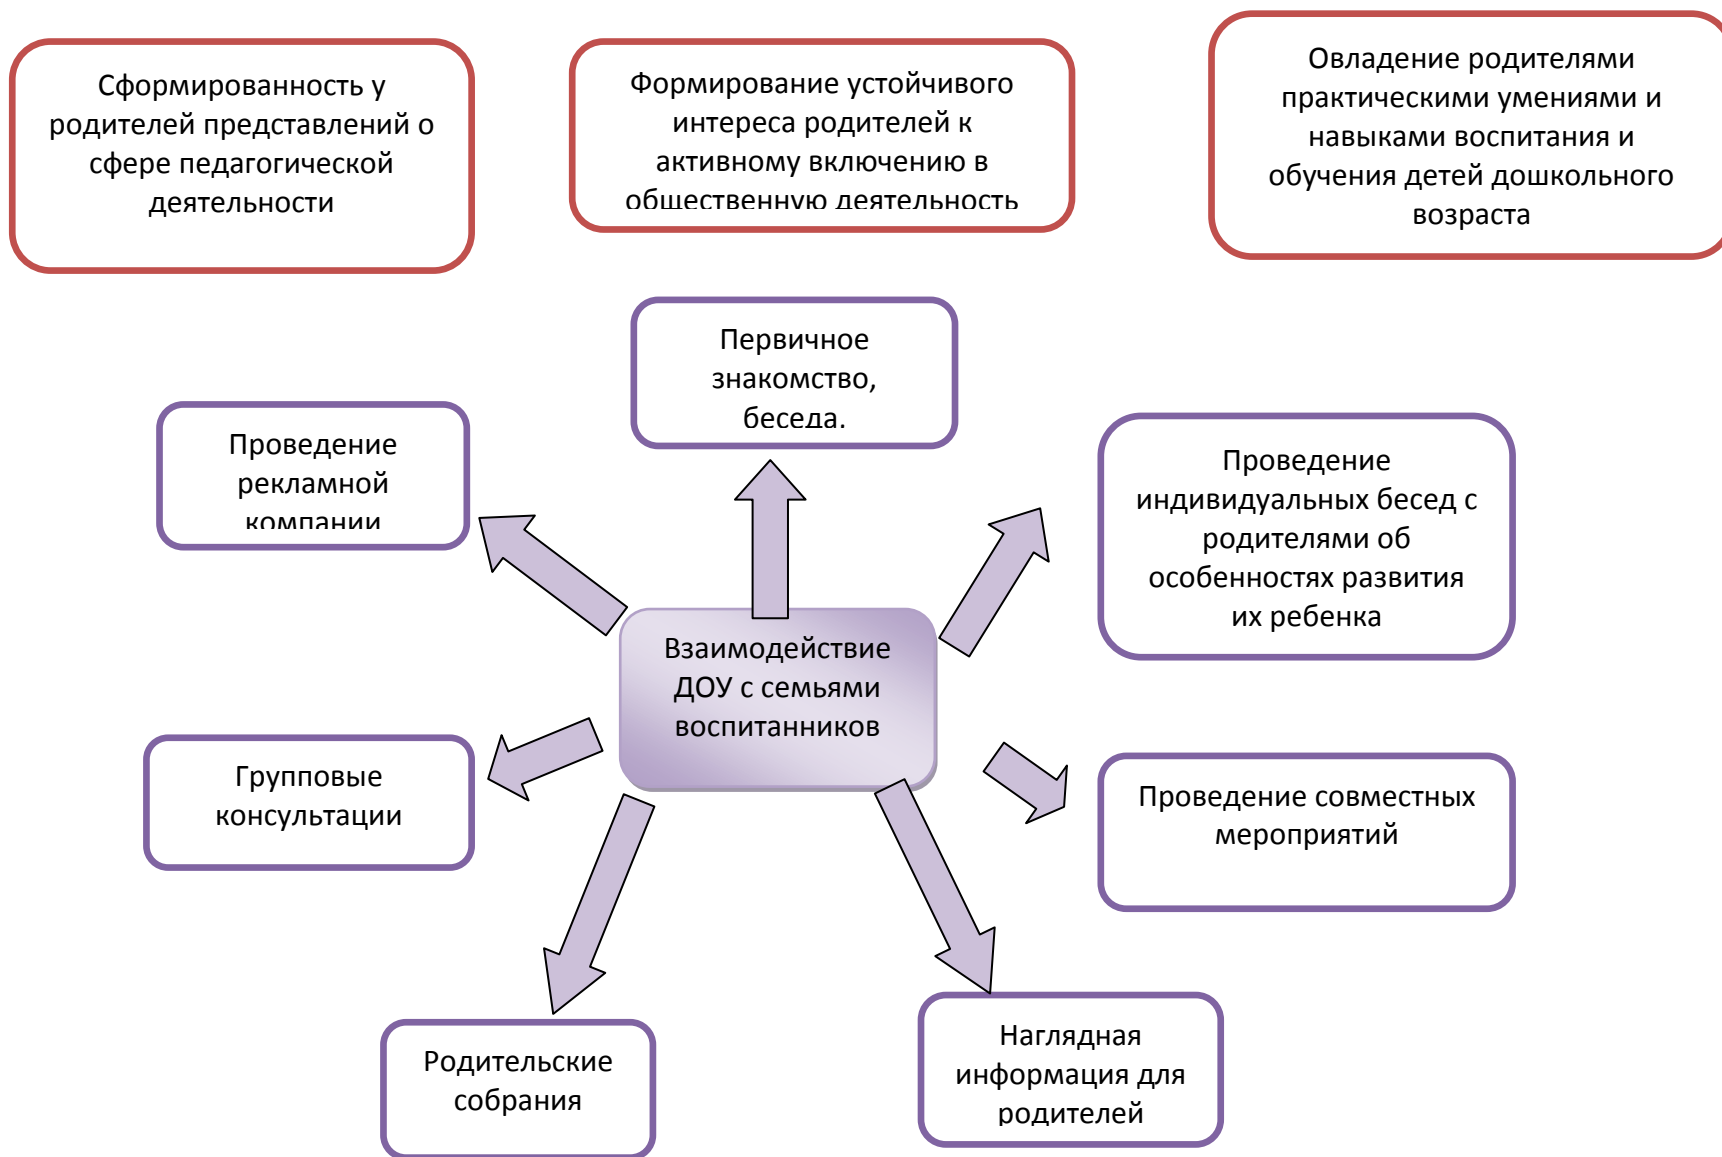 Сформированность у
родителей представлений о
сфере педагогической
деятельности
Формирование устойчивого
интереса родителей к
активному включению в
общественную деятельность
Овладение родителями
практическими умениями и
навыками воспитания и
обучения детей дошкольного
возраста
Первичное
знакомство,
беседа.
Проведение
рекламной
компании
Проведение
индивидуальных бесед с
родителями об
особенностях развития
их ребенка
Взаимодействие
ДОУ с семьями
воспитанников
Групповые
консультации
Проведение совместных
мероприятий
Родительские
собрания
Наглядная
информация для
родителей